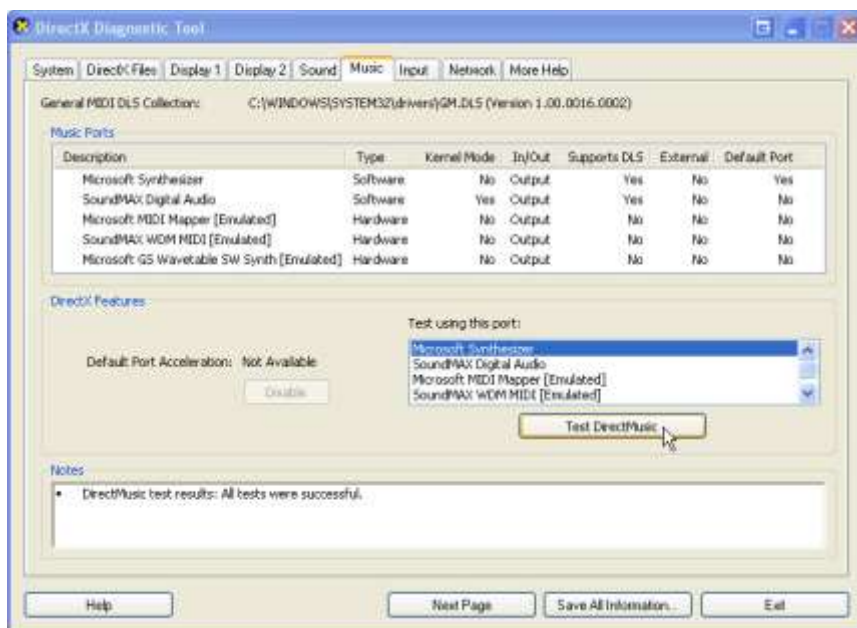 DirectX Diagnostic Tool
System DirectX Files Display 1 Display 2 Sound Music Input Network More Help
General MIDI DLS Collection: C:\WINDOWS\SYSTEM32\drivers\GM.DLS (Version 1.00.0016.0002)
Music Ports
Description Type Kernel Mode In/Out Supports DLS External Default Port
Microsoft Synthesizer Software No Output Yes No Yes
SoundMAX Digital Audio Software Yes Output Yes No No
Microsoft MIDI Mapper [Emulated] Hardware No Output No No No
SoundMAX WDM MIDI [Emulated] Hardware No Output No No No
Microsoft GS Wavetable SW Synth [Emulated] Hardware No Output No No No
DirectX Features
Test using this port:
Microsoft Synthesizer
Default Port Acceleration: Not Available SoundMAX Digital Audio
Microsoft MIDI Mapper [Emulated]
Disable SoundMAX WDM MIDI [Emulated]
Test DirectMusic
Notes
• DirectMusic test results: All tests were successful.
Help Next Page Save All Information... Exit